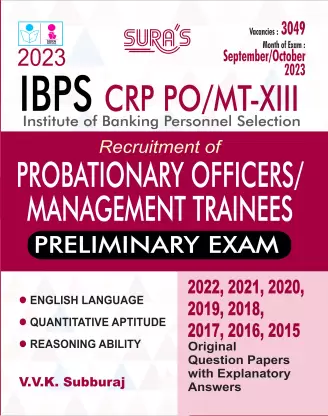 SURA'S
Vacancies : 3049
Month of Exam :
September/October
2023
2023
IBPS CRP PO/MT-XIII
Institute of Banking Personnel Selection
Recruitment of
PROBATIONARY OFFICERS/
MANAGEMENT TRAINEES
PRELIMINARY EXAM
• ENGLISH LANGUAGE
• QUANTITATIVE APTITUDE
• REASONING ABILITY
V.V.K. Subburaj
2022, 2021, 2020,
2019, 2018,
2017, 2016, 2015
Original
Question Papers
with Explanatory
Answers